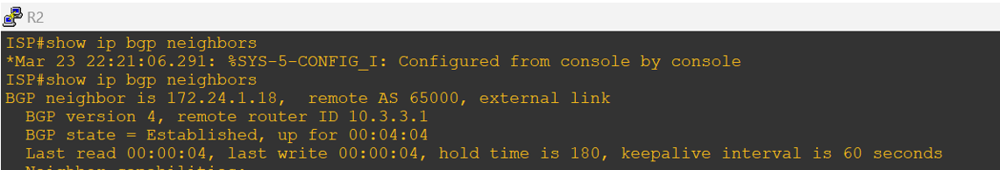 R2
ISP#show ip bgp neighbors
*Mar 23 22:21:06.291: %SYS-5-CONFIG_I: Configured from console by console
ISP#show ip bgp neighbors
BGP neighbor is 172.24.1.18,  remote AS 65000, external link
  BGP version 4, remote router ID 10.3.3.1
  BGP state = Established, up for 00:04:04
  Last read 00:00:04, last write 00:00:04, hold time is 180, keepalive interval is 60 seconds
  Neighbor capabilities: